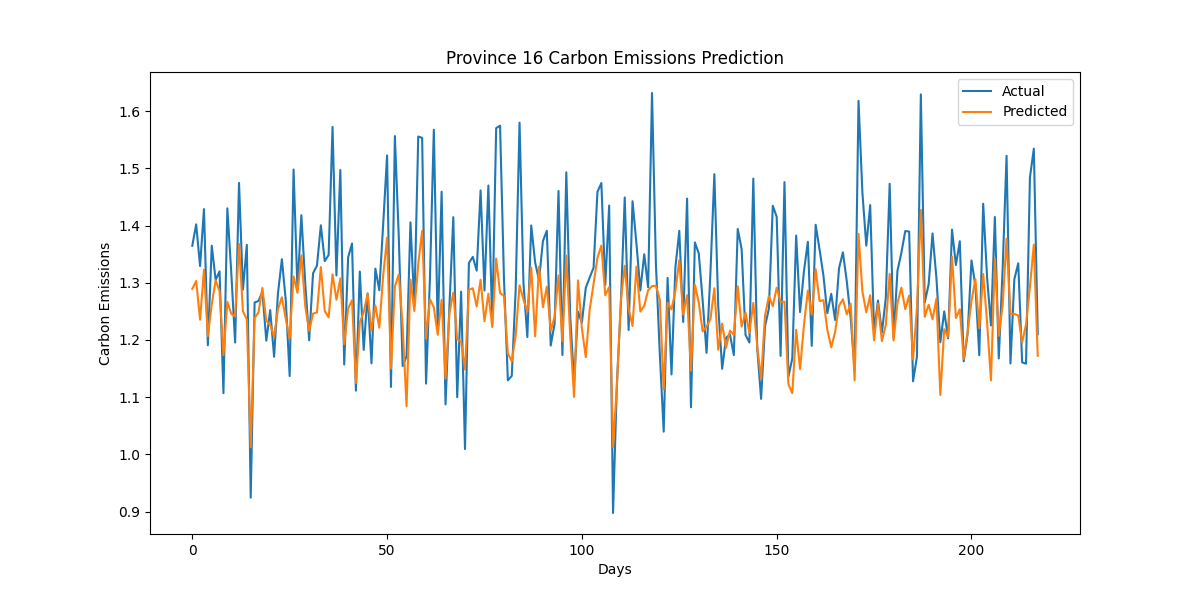 Province 16 Carbon Emissions Prediction
Actual
Predicted
Carbon Emissions
1.6
1.5
1.4
1.3
1.2
1.1
1.0
0.9
0 50 100 150 200
Days